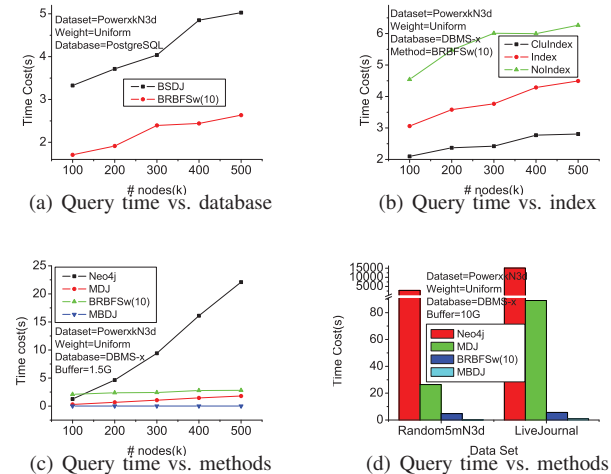 Dataset=PowerxkN3d
Weight=Uniform
Database=PostgreSQL
BSDJ
BRBFSw(10)
Time Cost(s)
5
4
3
2
100 200 300 400 500
# nodes(k)
(a) Query time vs. database
Dataset=PowerxkN3d
Weight=Uniform
Database=DBMS-x
Method=BRBFSw(10)
CluIndex
Index
NoIndex
Time Cost(s)
6
5
4
3
2
100 200 300 400 500
# nodes(k)
(b) Query time vs. index
Neo4j
MDJ
BRBFSw(10)
MBDJ
Dataset=PowerxkN3d
Weight=Uniform
Database=DBMS-x
Buffer=1.5G
Time cost(s)
25
20
15
10
5
0
100 200 300 400 500
# nodes(k)
(c) Query time vs. methods
Dataset=PowerxkN3d
Weight=Uniform
Database=DBMS-x
Buffer=10G
Neo4j
MDJ
BRBFSw(10)
MBDJ
Time Cost(s)
15000
10000
5000
80
60
40
20
0
Random5mN3d LiveJournal
Data Set
(d) Query time vs. methods